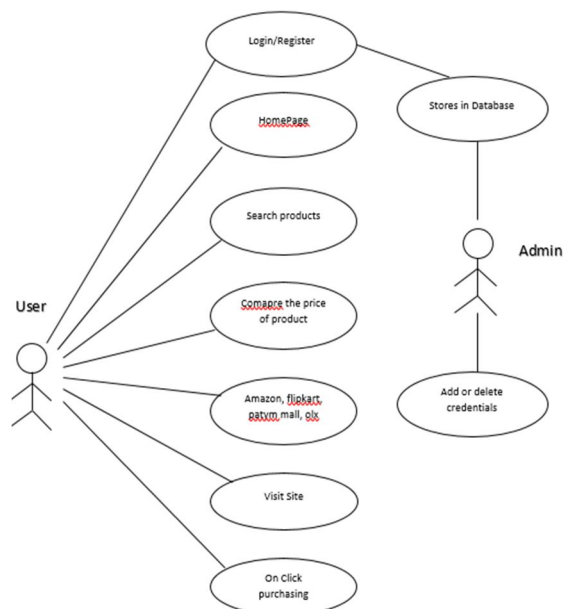 Login/Register
Stores in Database
HomePage
Search products
Admin
User
Comapre the price
of product
Amazon, flipkart,
patym mall, olx
Add or delete
credentials
Visit Site
On Click
purchasing